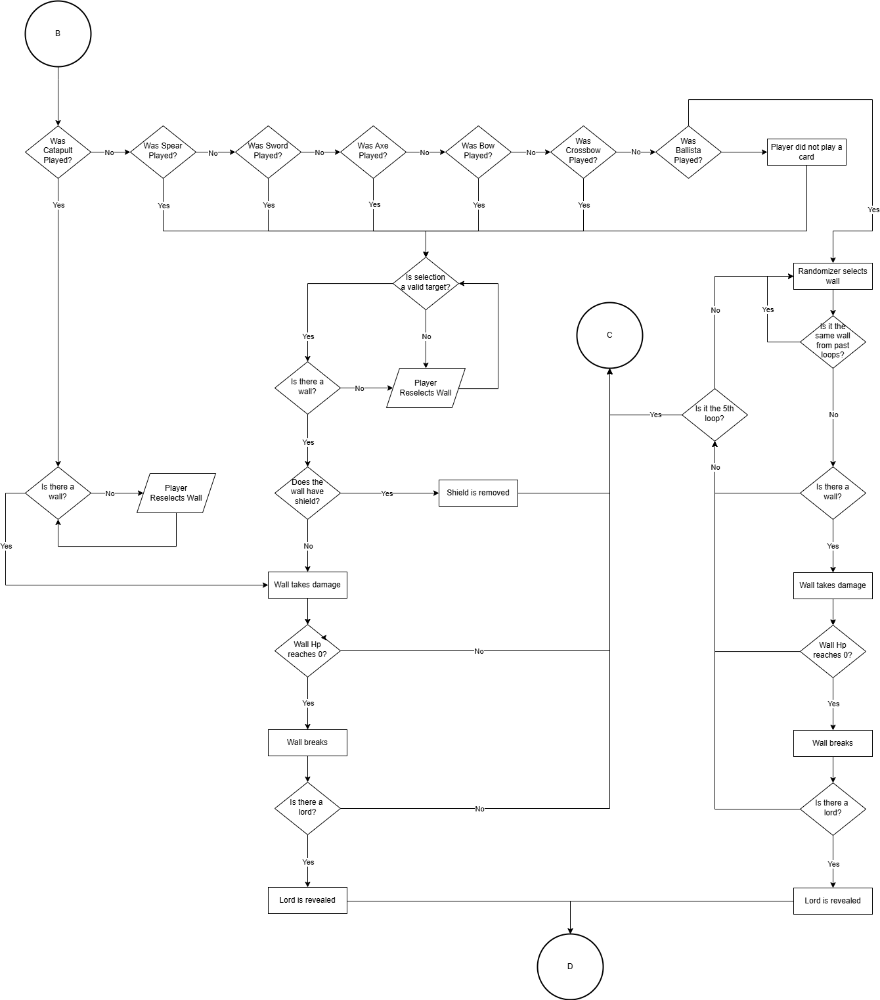 B
Was
Catapult
Played?
No
Was Spear
Played?
No
Was Sword
Played?
No
Was Axe
Played?
No
Was Bow
Played?
No
Was
Crossbow
Played?
No
Was
Ballista
Played?
Player did not play a
card
Yes
Yes
Yes
Yes
Yes
Yes
Yes
Is selection
a valid target?
Randomizer selects
wall
No
Yes
Yes
No
C
Is it the
same wall
from past
loops?
Is there a
wall?
No
Player
Reselects Wall
Yes
Is it the 5th
loop?
No
Yes
No
Is there a
wall?
No
Player
Reselects Wall
Does the
wall have
shield?
Yes
Shield is removed
Is there a
wall?
Yes
No
Yes
Wall takes damage
Wall takes damage
Wall Hp
reaches 0?
No
Wall Hp
reaches 0?
Yes
Yes
Wall breaks
Wall breaks
Is there a
lord?
No
Is there a
lord?
Yes
Yes
Lord is revealed
Lord is revealed
D